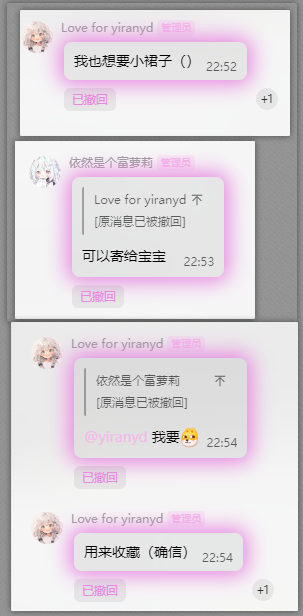 Love for yiranyd 管理员
我也想要小裙子（） 22:52
已撤回
+1
依然是个富萝莉 管理员
Love for yiranyd
[原消息已被撤回]
可以寄给宝宝 22:53
已撤回
Love for yiranyd 管理员
依然是个富萝莉
[原消息已被撤回]
@yiranyd 我要 22:54
已撤回
Love for yiranyd 管理员
用来收藏（确信） 22:54
已撤回
+1